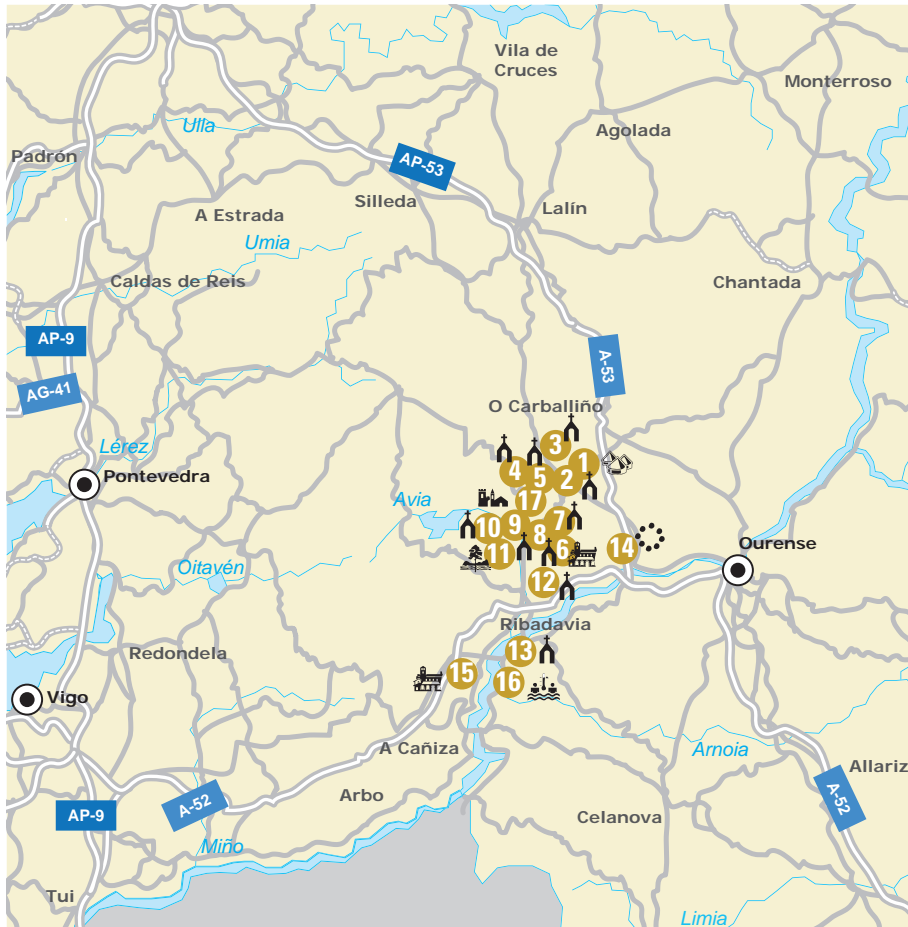 Vila de
Cruces
Monterroso
Ulla
Agolada
Padrón
AP-53
Silleda
Lalín
A Estrada
Umia
Caldas de Reis
Chantada
AP-9
A-53
AG-41
O Carballiño
Lérez
3
1
4
5
2
Pontevedra
17
Avia
7
10
9
8
6
14
11
Ourense
Oitavén
12
Ribadavia
13
Redondela
15
16
Vigo
A Cañiza
Arnoia
Allariz
Arbo
A-52
A-52
AP-9
Celanova
Miño
Tui
Limia